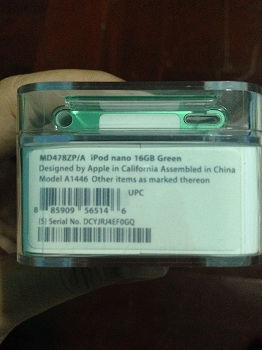 MD478ZP/A iPod nano 16GB Green
Designed by Apple in California Assembled in China
Model A1446 Other items as marked thereon
UPC
8 85909 56514 6
(S) Serial No. DCYJRJ4EF0GQ